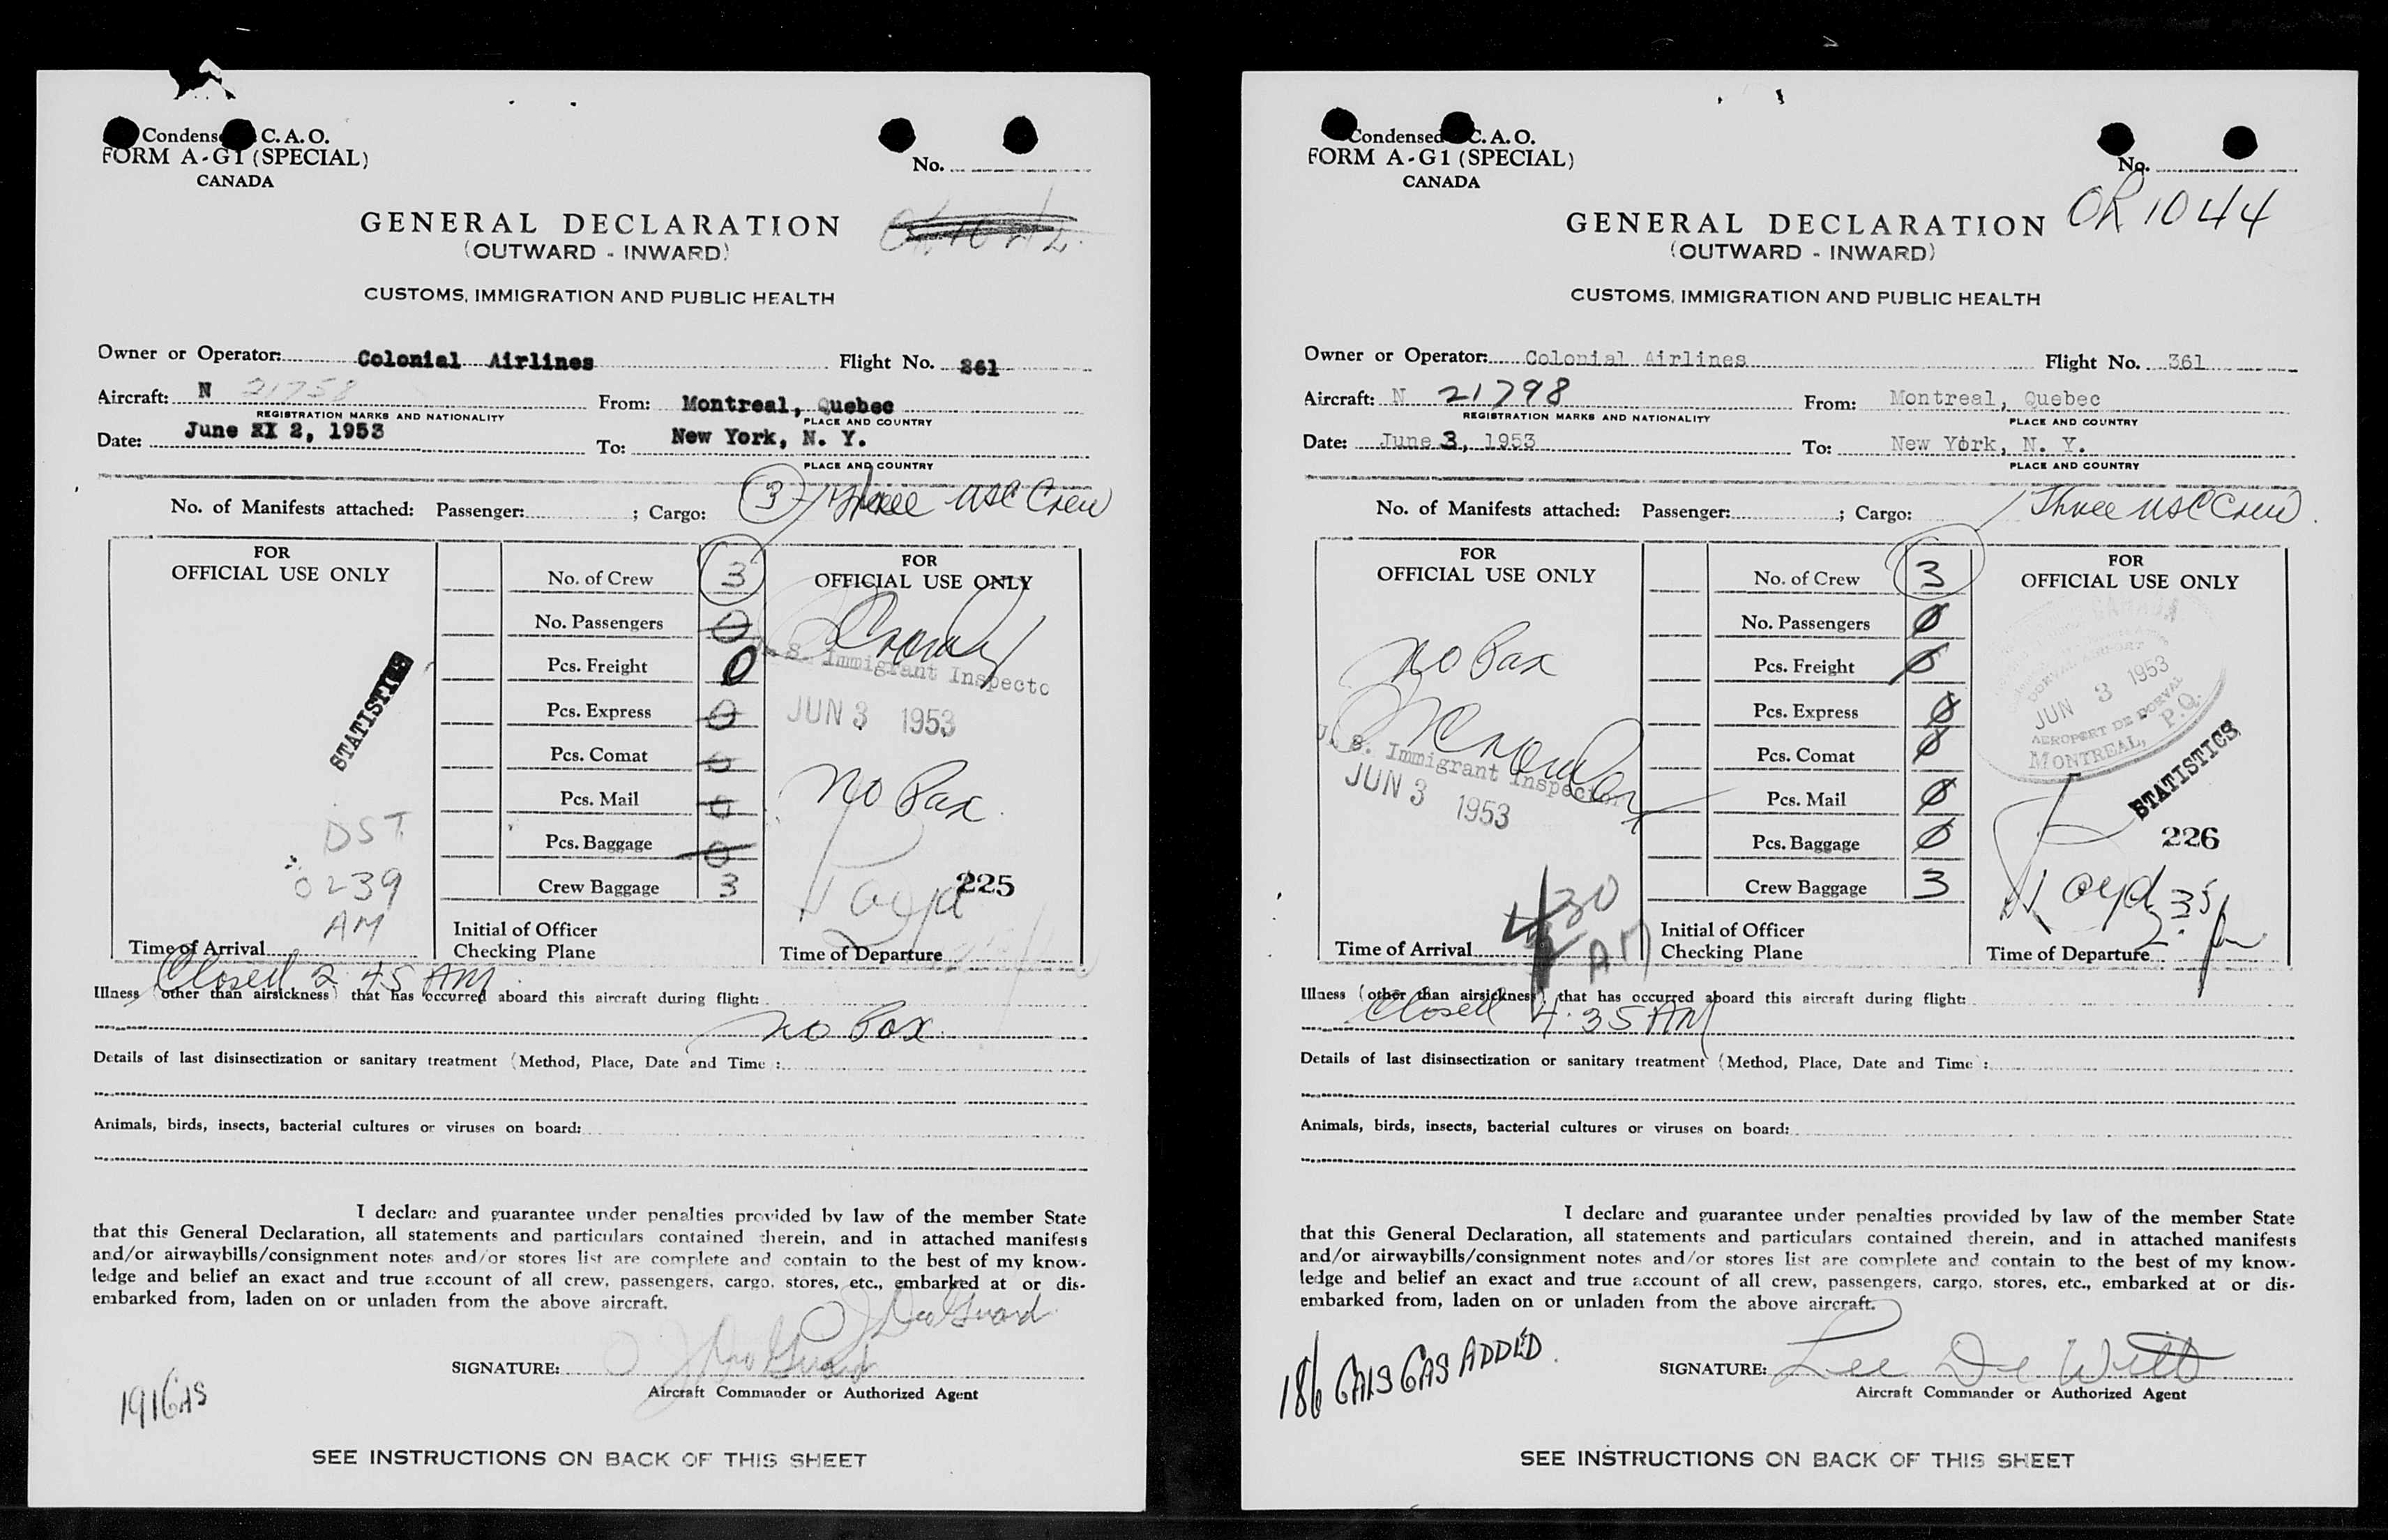 Condensed C. A. O.
FORM A-G1 (SPECIAL)
CANADA
No.
GENERAL DECLARATION
(OUTWARD - INWARD)
CUSTOMS, IMMIGRATION AND PUBLIC HEALTH
Owner or Operator: Colonial Airlines Flight No. 361
Aircraft: N 21758 From: Montreal, Quebec
REGISTRATION MARKS AND NATIONALITY PLACE AND COUNTRY
Date: June 2, 1953 To: New York, N. Y.
PLACE AND COUNTRY
3 Three USC Crew
No. of Manifests attached: Passenger: ; Cargo:
FOR
OFFICIAL USE ONLY
STATISTICS
DST
0239
AM
Time of Arrival
No. of Crew 3
No. Passengers 0
Pcs. Freight 0
Pcs. Express 0
Pcs. Comat 0
Pcs. Mail 0
Pcs. Baggage 0
Crew Baggage 3
Initial of Officer
Checking Plane
FOR
OFFICIAL USE ONLY
U. S. Immigrant Inspecto
JUN 3 1953
No Pax
225
Time of Departure
Closed 2 45 AM
Illness (other than airsickness) that has occurred aboard this aircraft during flight:
No Pax
Details of last disinsectization or sanitary treatment (Method, Place, Date and Time):
Animals, birds, insects, bacterial cultures or viruses on board:
I declare and guarantee under penalties provided by law of the member State
that this General Declaration, all statements and particulars contained therein, and in attached manifests
and/or airwaybills/consignment notes and/or stores list are complete and contain to the best of my know-
ledge and belief an exact and true account of all crew, passengers, cargo, stores, etc., embarked at or dis-
embarked from, laden on or unladen from the above aircraft.
SIGNATURE:
Aircraft Commander or Authorized Agent
SEE INSTRUCTIONS ON BACK OF THIS SHEET
Condensed C. A. O.
FORM A-G1 (SPECIAL)
CANADA
No.
OR 1044
GENERAL DECLARATION
(OUTWARD - INWARD)
CUSTOMS, IMMIGRATION AND PUBLIC HEALTH
Owner or Operator: Colonial Airlines Flight No. 361
Aircraft: N 21798 From: Montreal, Quebec
REGISTRATION MARKS AND NATIONALITY PLACE AND COUNTRY
Date: June 3, 1953 To: New York, N. Y.
PLACE AND COUNTRY
Three USC Crew
No. of Manifests attached: Passenger: ; Cargo:
FOR
OFFICIAL USE ONLY
No Pax
U. S. Immigrant Inspector
JUN 3 1953
430
AM
Time of Arrival
No. of Crew 3
No. Passengers 0
Pcs. Freight 0
Pcs. Express 0
Pcs. Comat 0
Pcs. Mail 0
Pcs. Baggage 0
Crew Baggage 3
Initial of Officer
Checking Plane
FOR
OFFICIAL USE ONLY
CANADA
DORVAL AIRPORT
JUN 3 1953
AEROPORT DE DORVAL
MONTREAL, P.Q.
STATISTICS
226
Time of Departure
Closed 4. 35 AM
Illness (other than airsickness) that has occurred aboard this aircraft during flight:
Details of last disinsectization or sanitary treatment (Method, Place, Date and Time):
Animals, birds, insects, bacterial cultures or viruses on board:
I declare and guarantee under penalties provided by law of the member State
that this General Declaration, all statements and particulars contained therein, and in attached manifests
and/or airwaybills/consignment notes and/or stores list are complete and contain to the best of my know-
ledge and belief an exact and true account of all crew, passengers, cargo, stores, etc., embarked at or dis-
embarked from, laden on or unladen from the above aircraft.
186 GALS GAS ADDED
SIGNATURE: Lee De Witt
Aircraft Commander or Authorized Agent
SEE INSTRUCTIONS ON BACK OF THIS SHEET